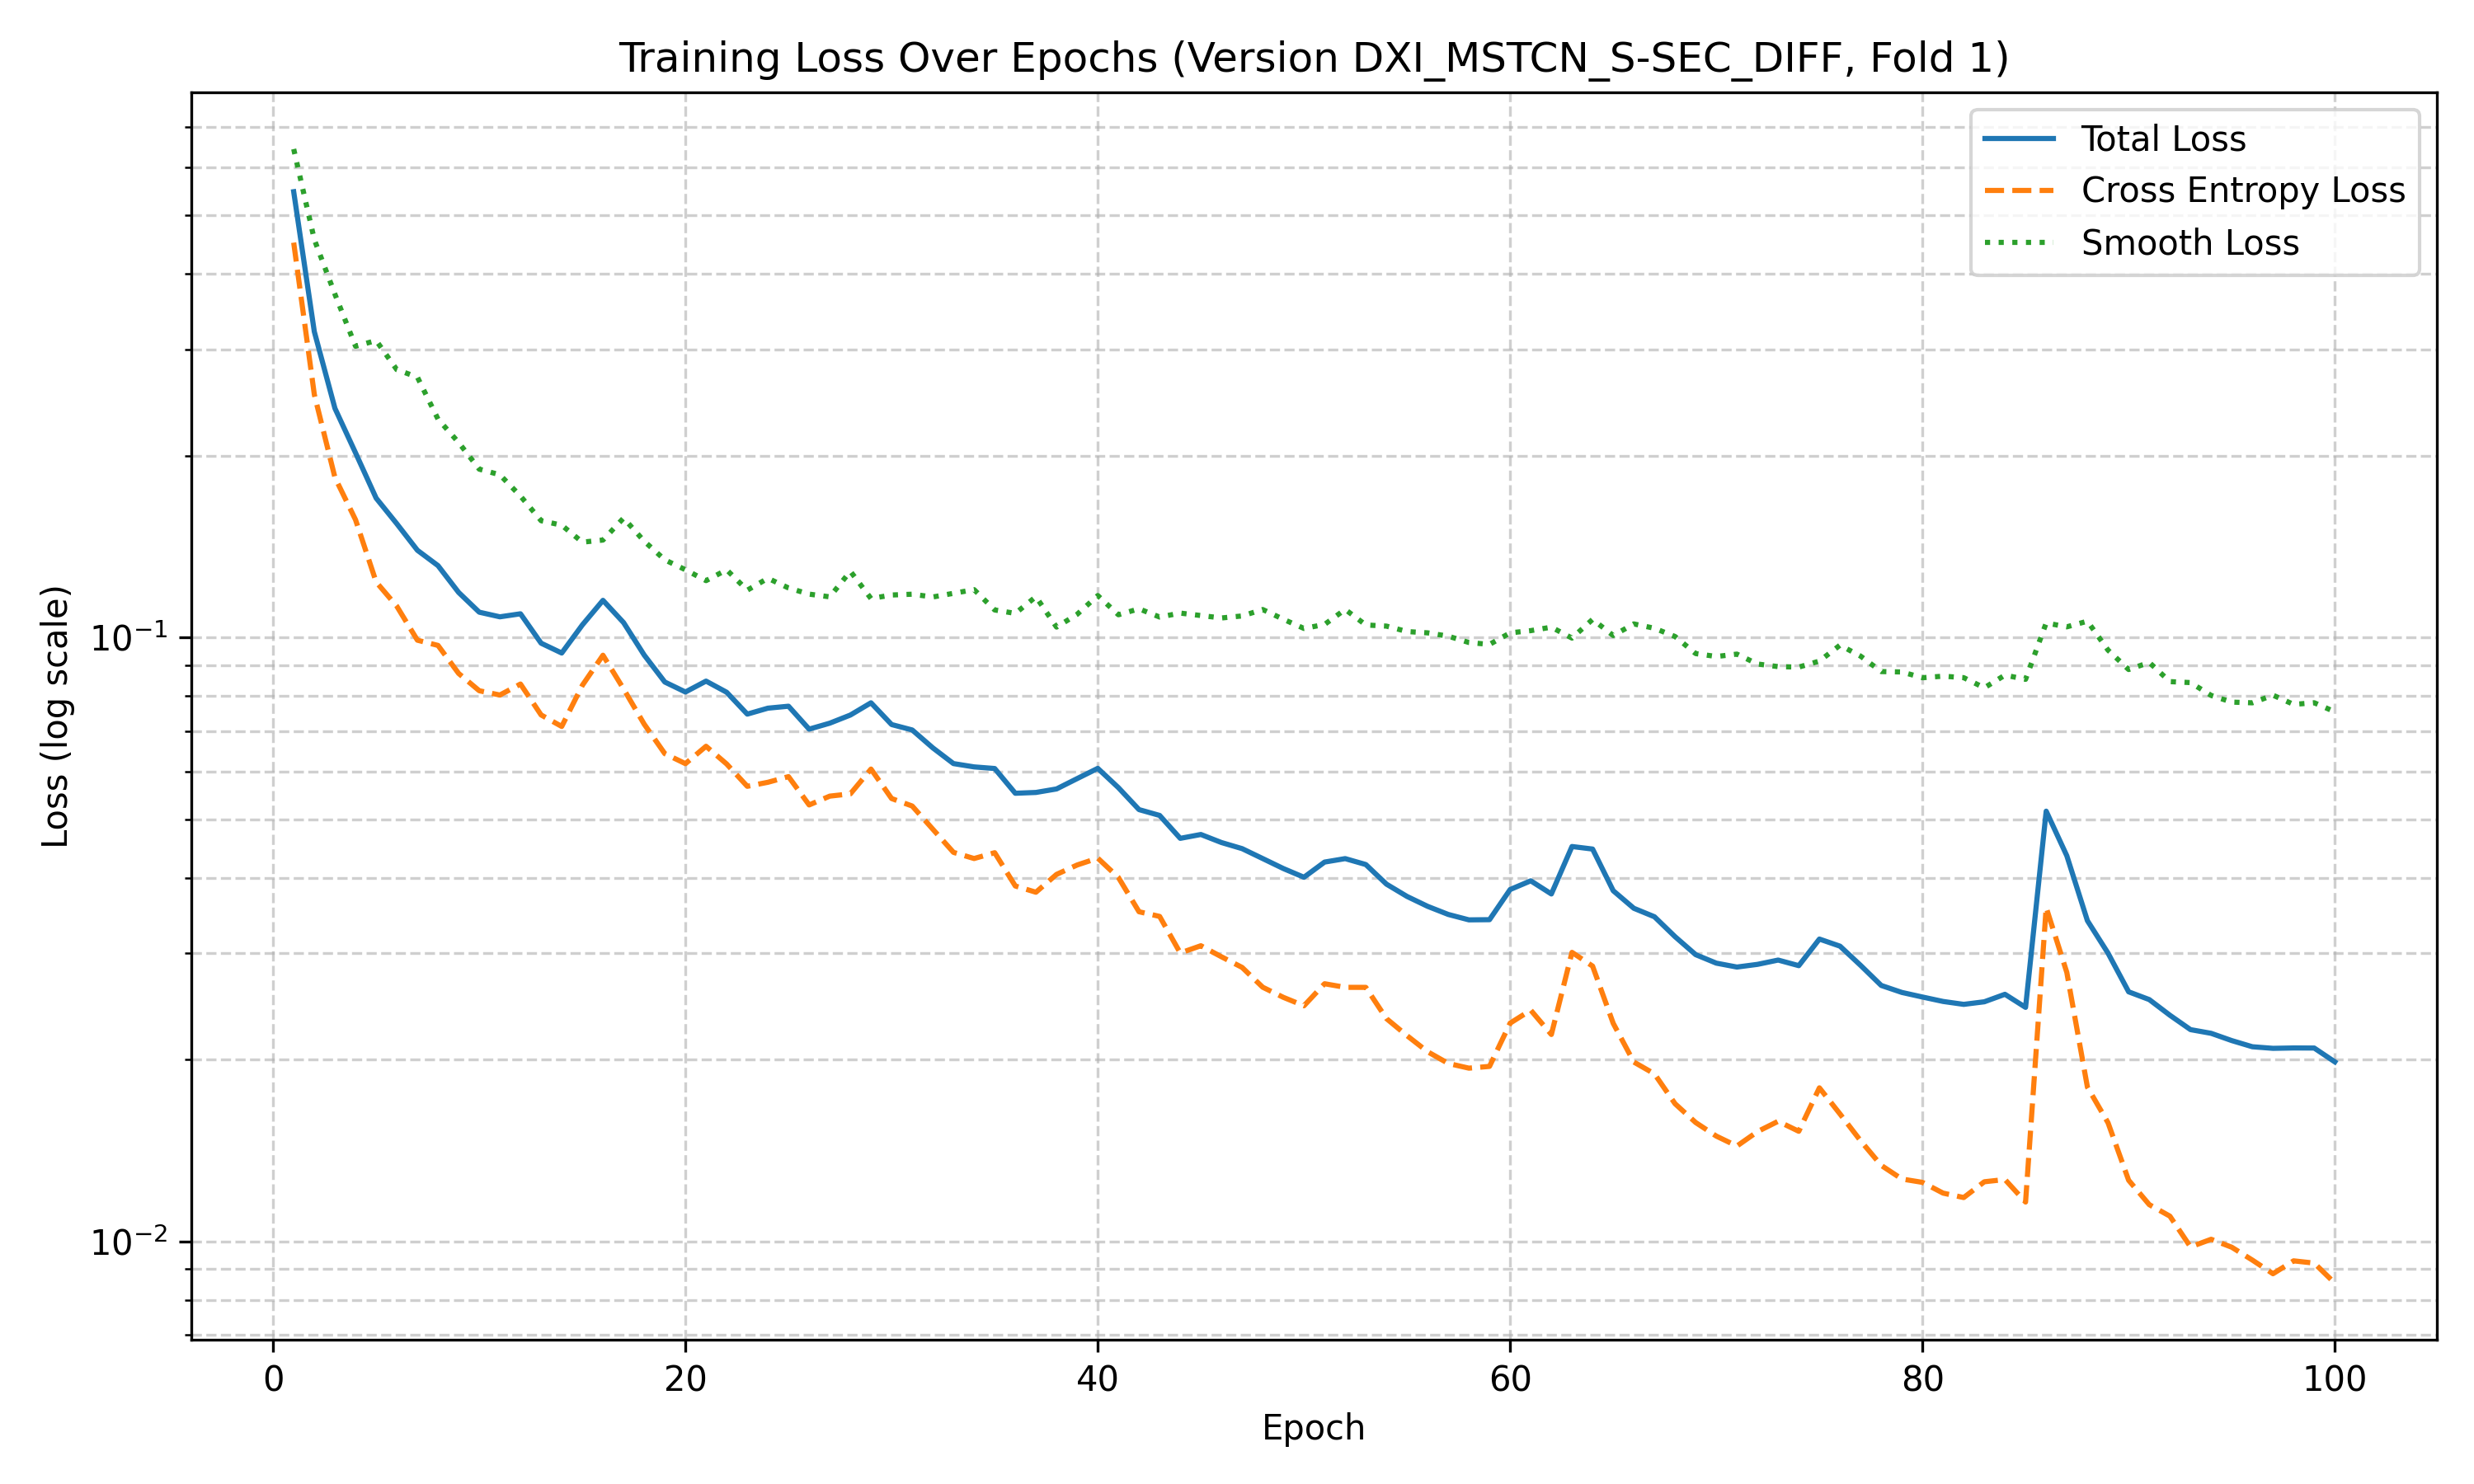 Training Loss Over Epochs (Version DXI_MSTCN_S-SEC_DIFF, Fold 1)
Total Loss
Cross Entropy Loss
Smooth Loss
Loss (log scale)
10⁻¹
10⁻²
0 20 40 60 80 100
Epoch